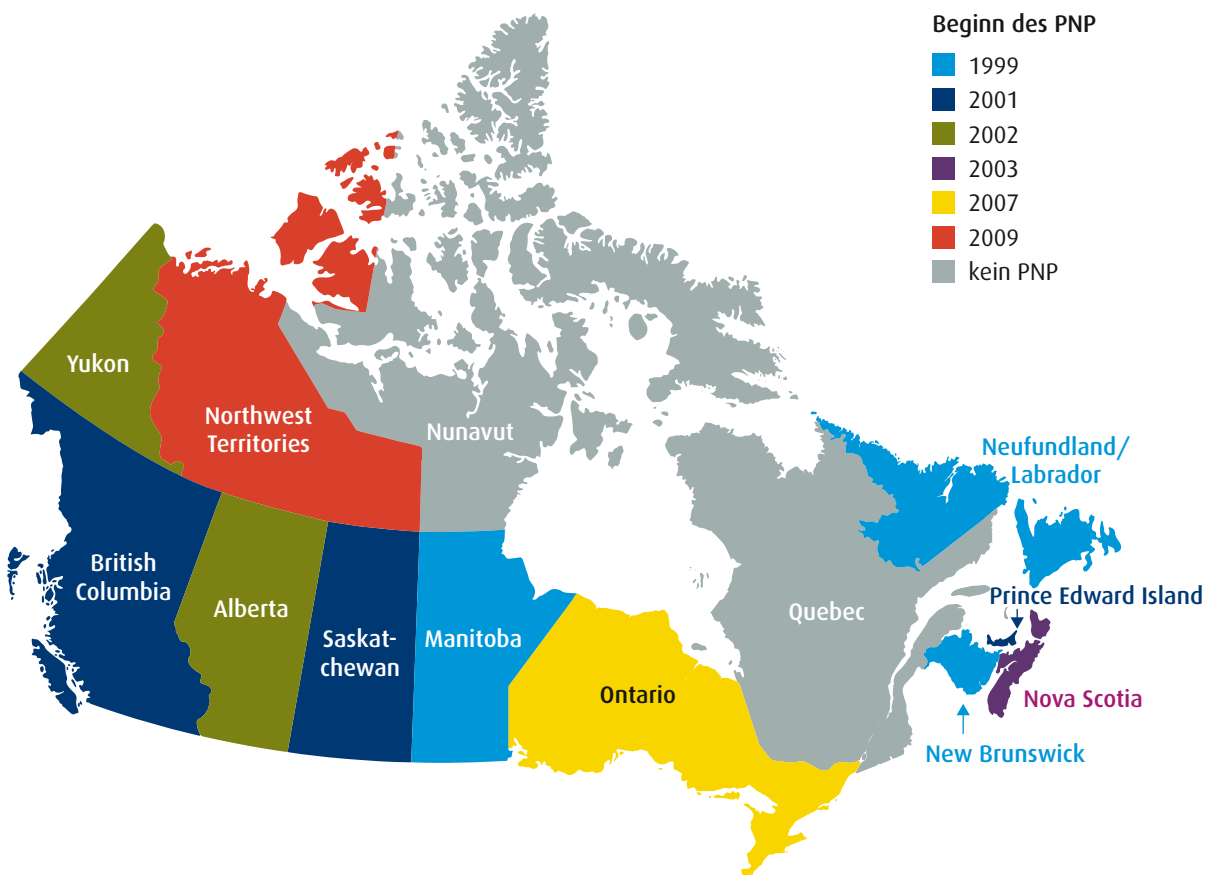 Beginn des PNP
1999
2001
2002
2003
2007
2009
kein PNP
Yukon
Northwest
Territories
Nunavut
Neufundland/
Labrador
British
Columbia
Alberta
Saskat-
chewan
Manitoba
Ontario
Quebec
Prince Edward Island
Nova Scotia
New Brunswick